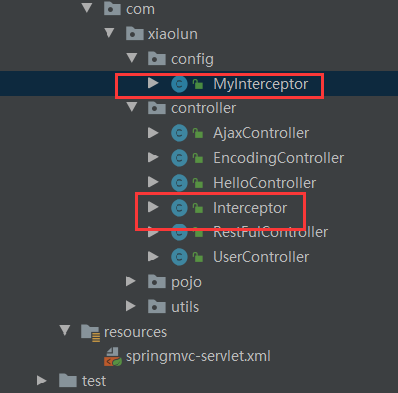 com
xiaolun
config
MyInterceptor
controller
AjaxController
EncodingController
HelloController
Interceptor
RestFulController
UserController
pojo
utils
resources
springmvc-servlet.xml
test